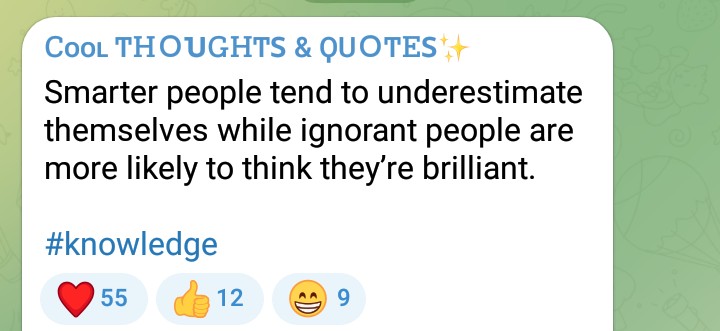 Cool THOUGHTS & QUOTES✨
Smarter people tend to underestimate
themselves while ignorant people are
more likely to think they’re brilliant.
#knowledge
❤️ 55 👍 12 😁 9